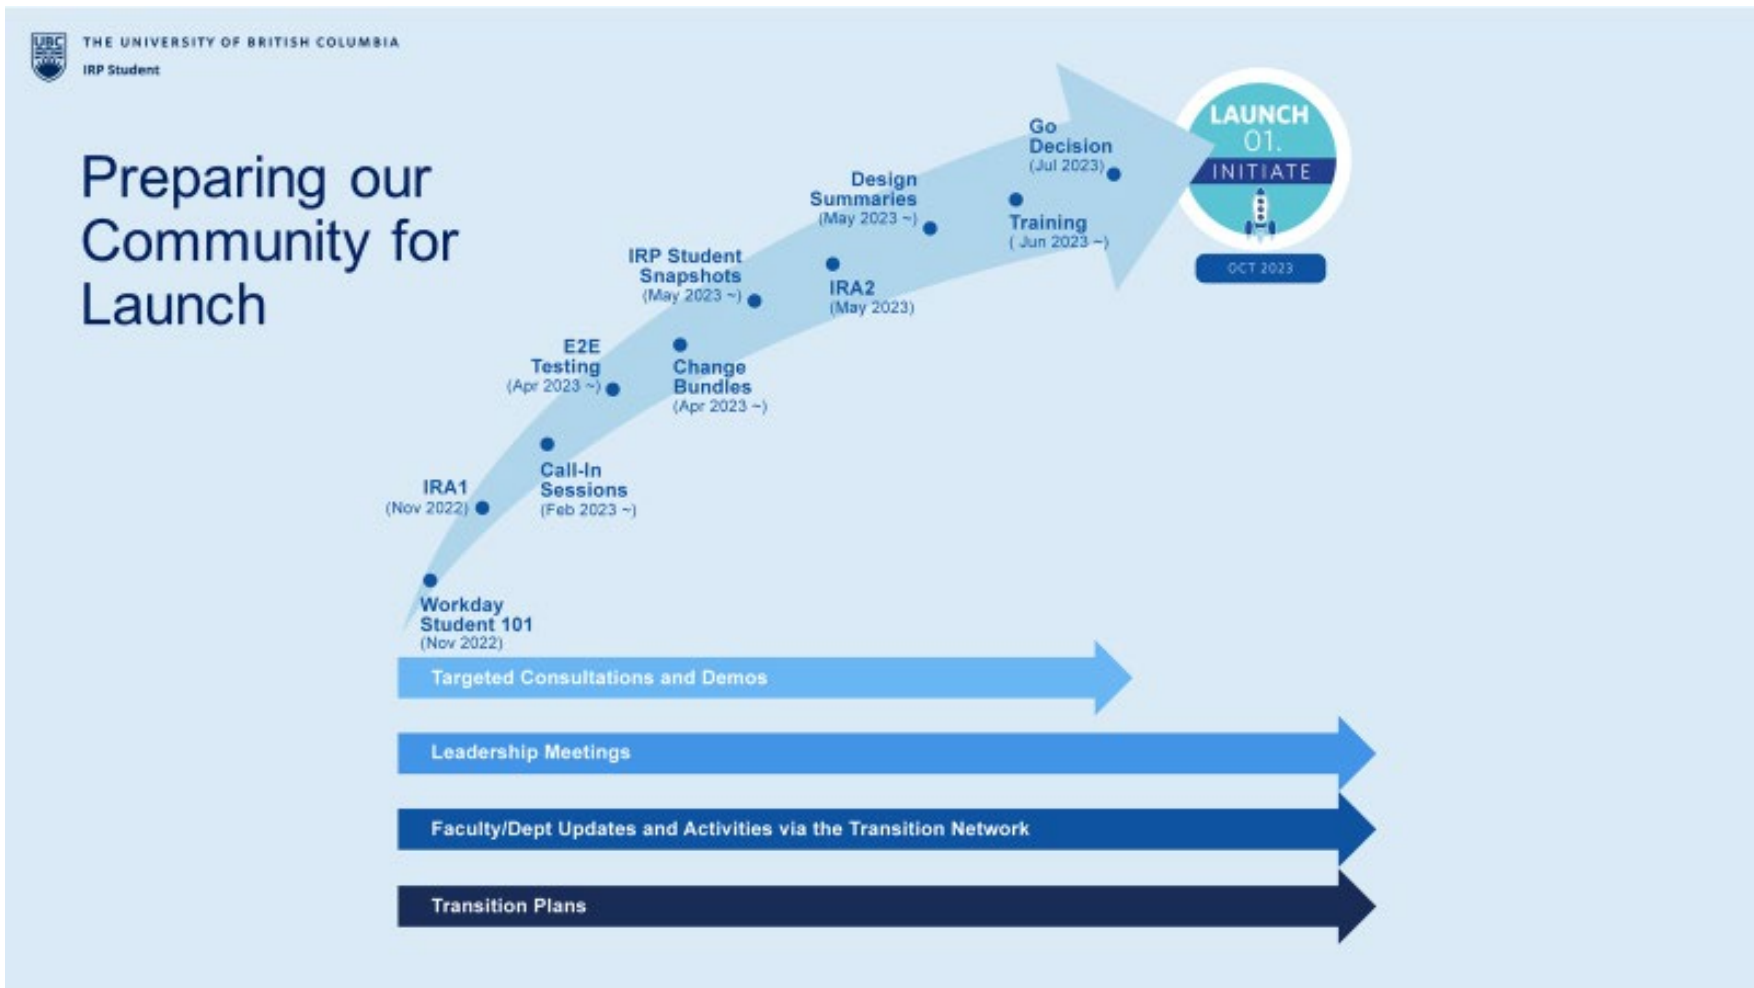 UBC
THE UNIVERSITY OF BRITISH COLUMBIA
IRP Student
Preparing our
Community for
Launch
LAUNCH
01.
INITIATE
OCT 2023
Go
Decision
(Jul 2023)
Training
( Jun 2023 ~)
Design
Summaries
(May 2023 ~)
IRA2
(May 2023)
IRP Student
Snapshots
(May 2023 ~)
Change
Bundles
(Apr 2023 ~)
E2E
Testing
(Apr 2023 ~)
Call-In
Sessions
(Feb 2023 ~)
IRA1
(Nov 2022)
Workday
Student 101
(Nov 2022)
Targeted Consultations and Demos
Leadership Meetings
Faculty/Dept Updates and Activities via the Transition Network
Transition Plans